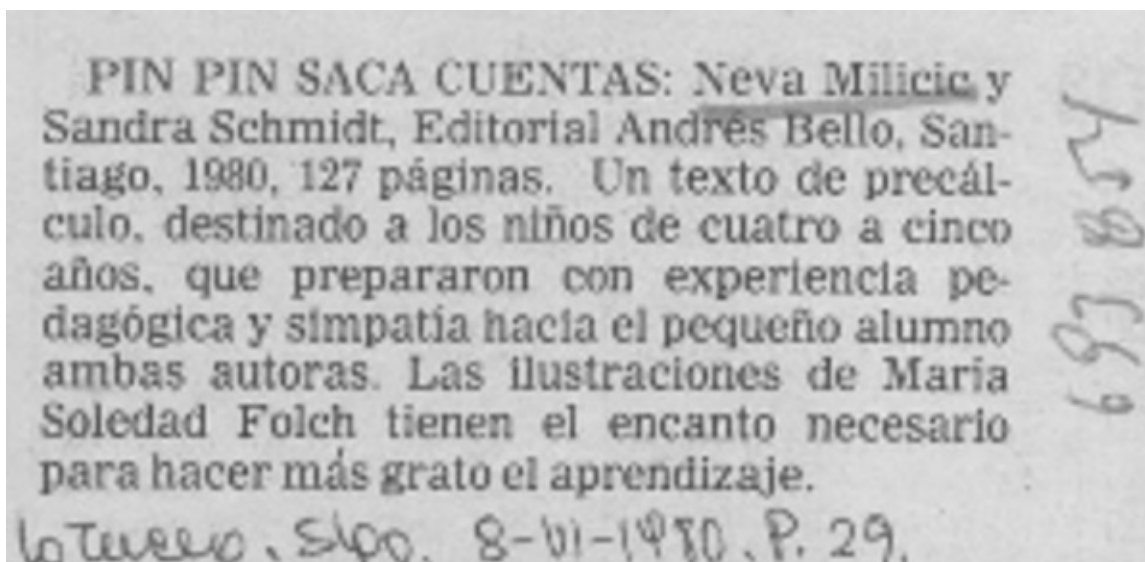 PIN PIN SACA CUENTAS: Neva Milicic y
Sandra Schmidt, Editorial Andrés Bello, San-
tiago, 1980, 127 páginas. Un texto de precál-
culo, destinado a los niños de cuatro a cinco
años, que prepararon con experiencia pe-
dagógica y simpatía hacia el pequeño alumno
ambas autoras. Las ilustraciones de María
Soledad Folch tienen el encanto necesario
para hacer más grato el aprendizaje.
La Tercera, Stgo. 8-VI-1980, P. 29.